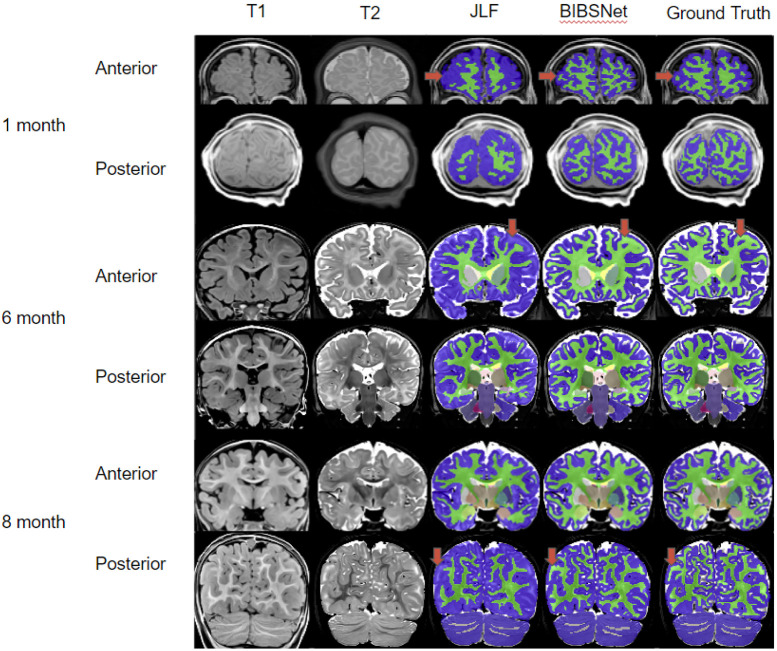 T1 T2 JLF BIBSNet Ground Truth
Anterior
1 month
Posterior
Anterior
6 month
Posterior
Anterior
8 month
Posterior